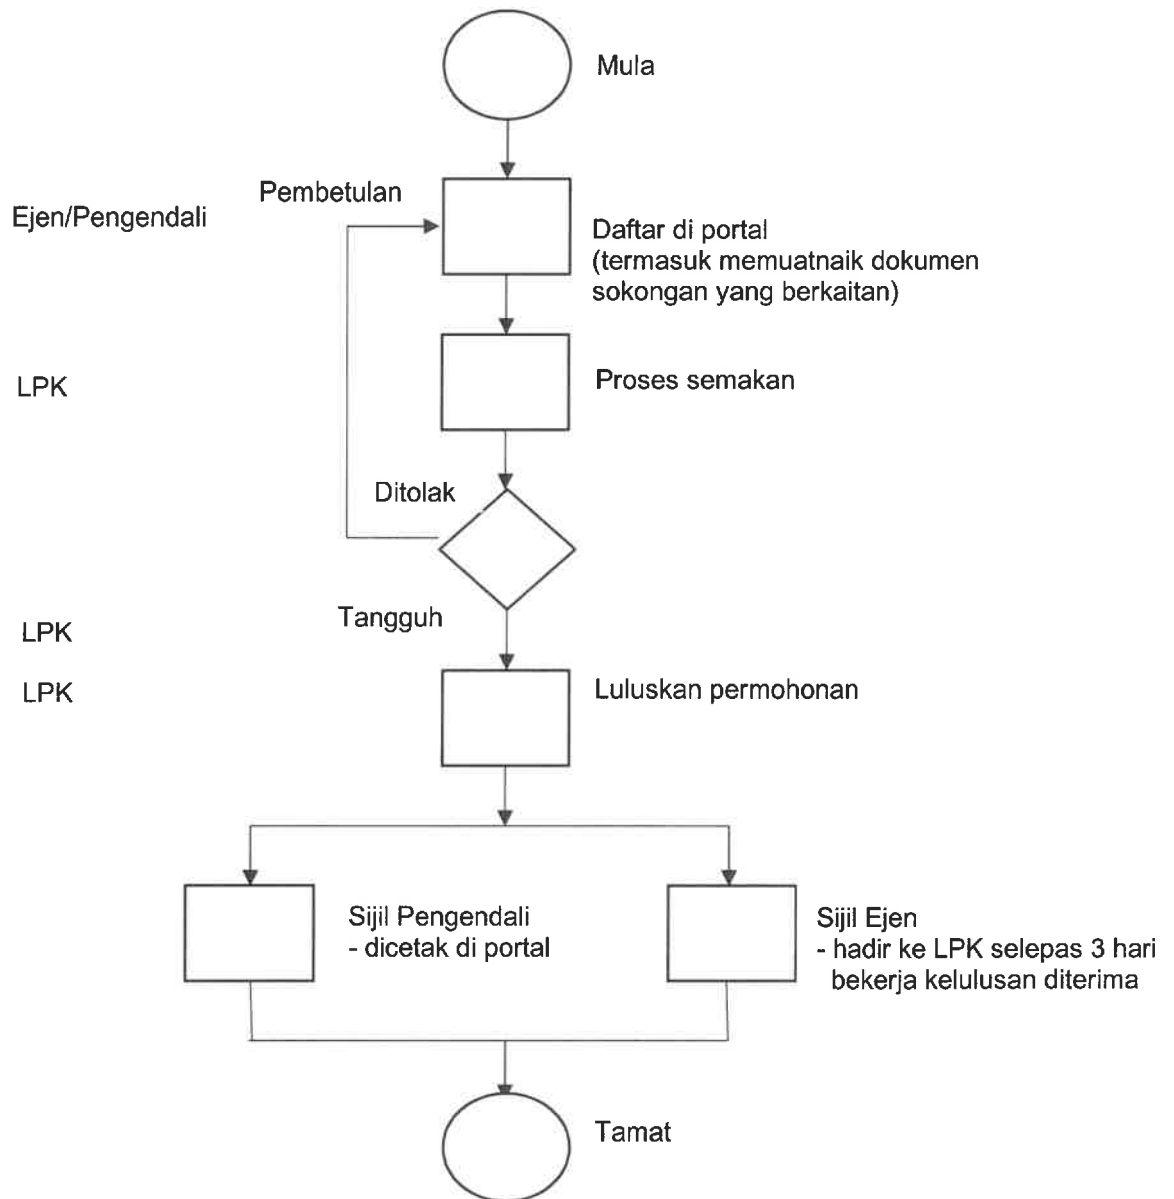 Mula
Pembetulan
Ejen/Pengendali
Daftar di portal
(termasuk memuatnaik dokumen
sokongan yang berkaitan)
LPK
Proses semakan
Ditolak
Tangguh
LPK
LPK
Luluskan permohonan
Sijil Pengendali
- dicetak di portal
Sijil Ejen
- hadir ke LPK selepas 3 hari
bekerja kelulusan diterima
Tamat